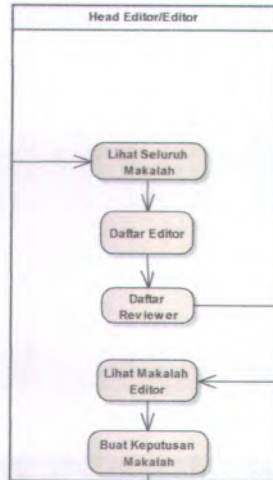 Head Editor/Editor
Lihat Seluruh
Makalah
Daftar Editor
Daftar
Reviewer
Lihat Makalah
Editor
Buat Keputusan
Makalah